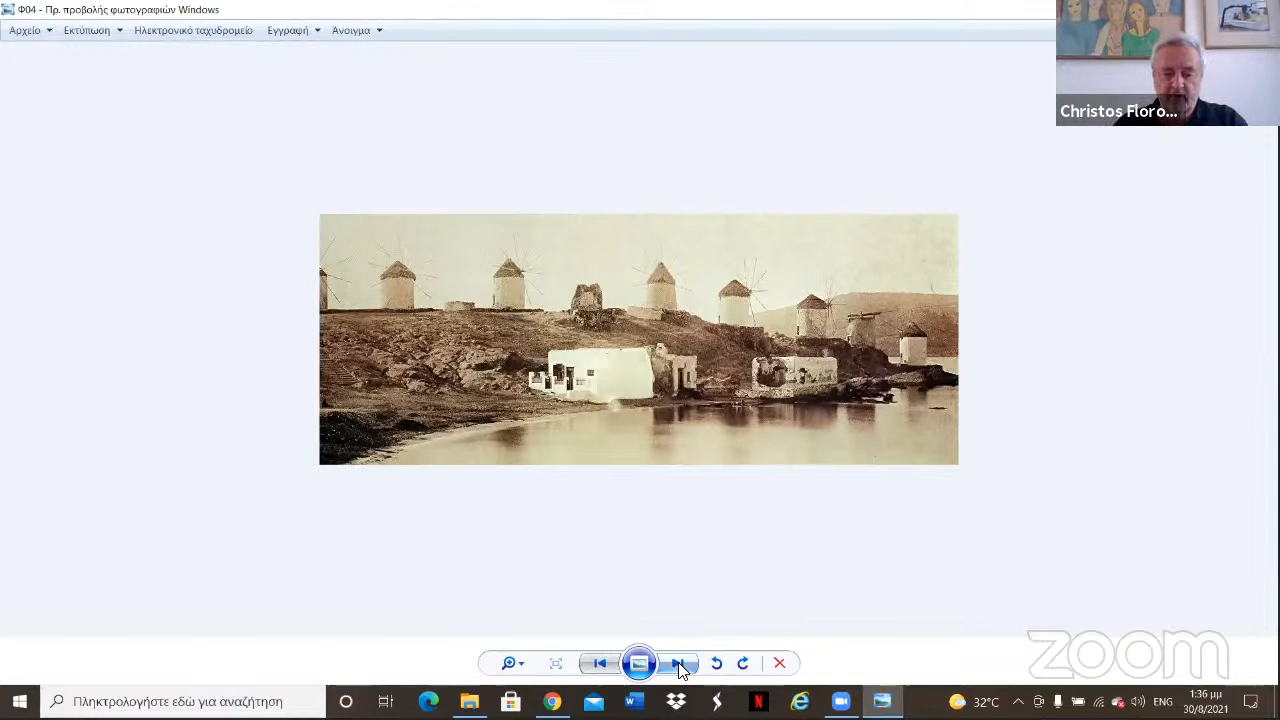 Φ04 - Πρ. προβολής φωτογραφιών Windows
Αρχείο Εκτύπωση Ηλεκτρονικό ταχυδρομείο Εγγραφή Άνοιγμα
Christos Floro...
zoom
Πληκτρολογήστε εδώ για αναζήτηση
32°C
ENG
1:36 μμ
30/8/2021